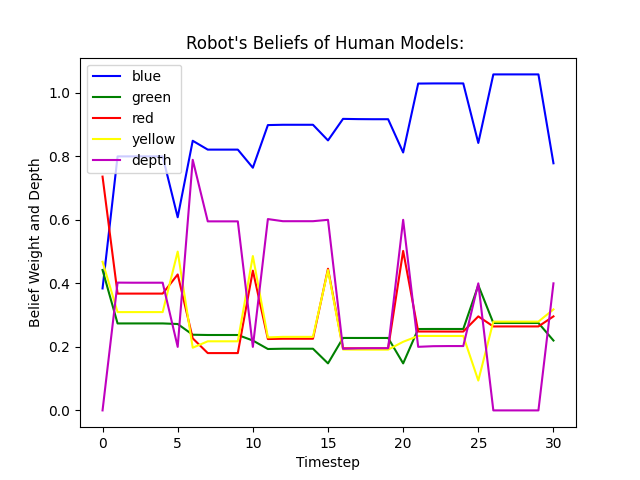 Robot's Beliefs of Human Models:
blue
green
red
yellow
depth
Belief Weight and Depth
1.0
0.8
0.6
0.4
0.2
0.0
0 5 10 15 20 25 30
Timestep